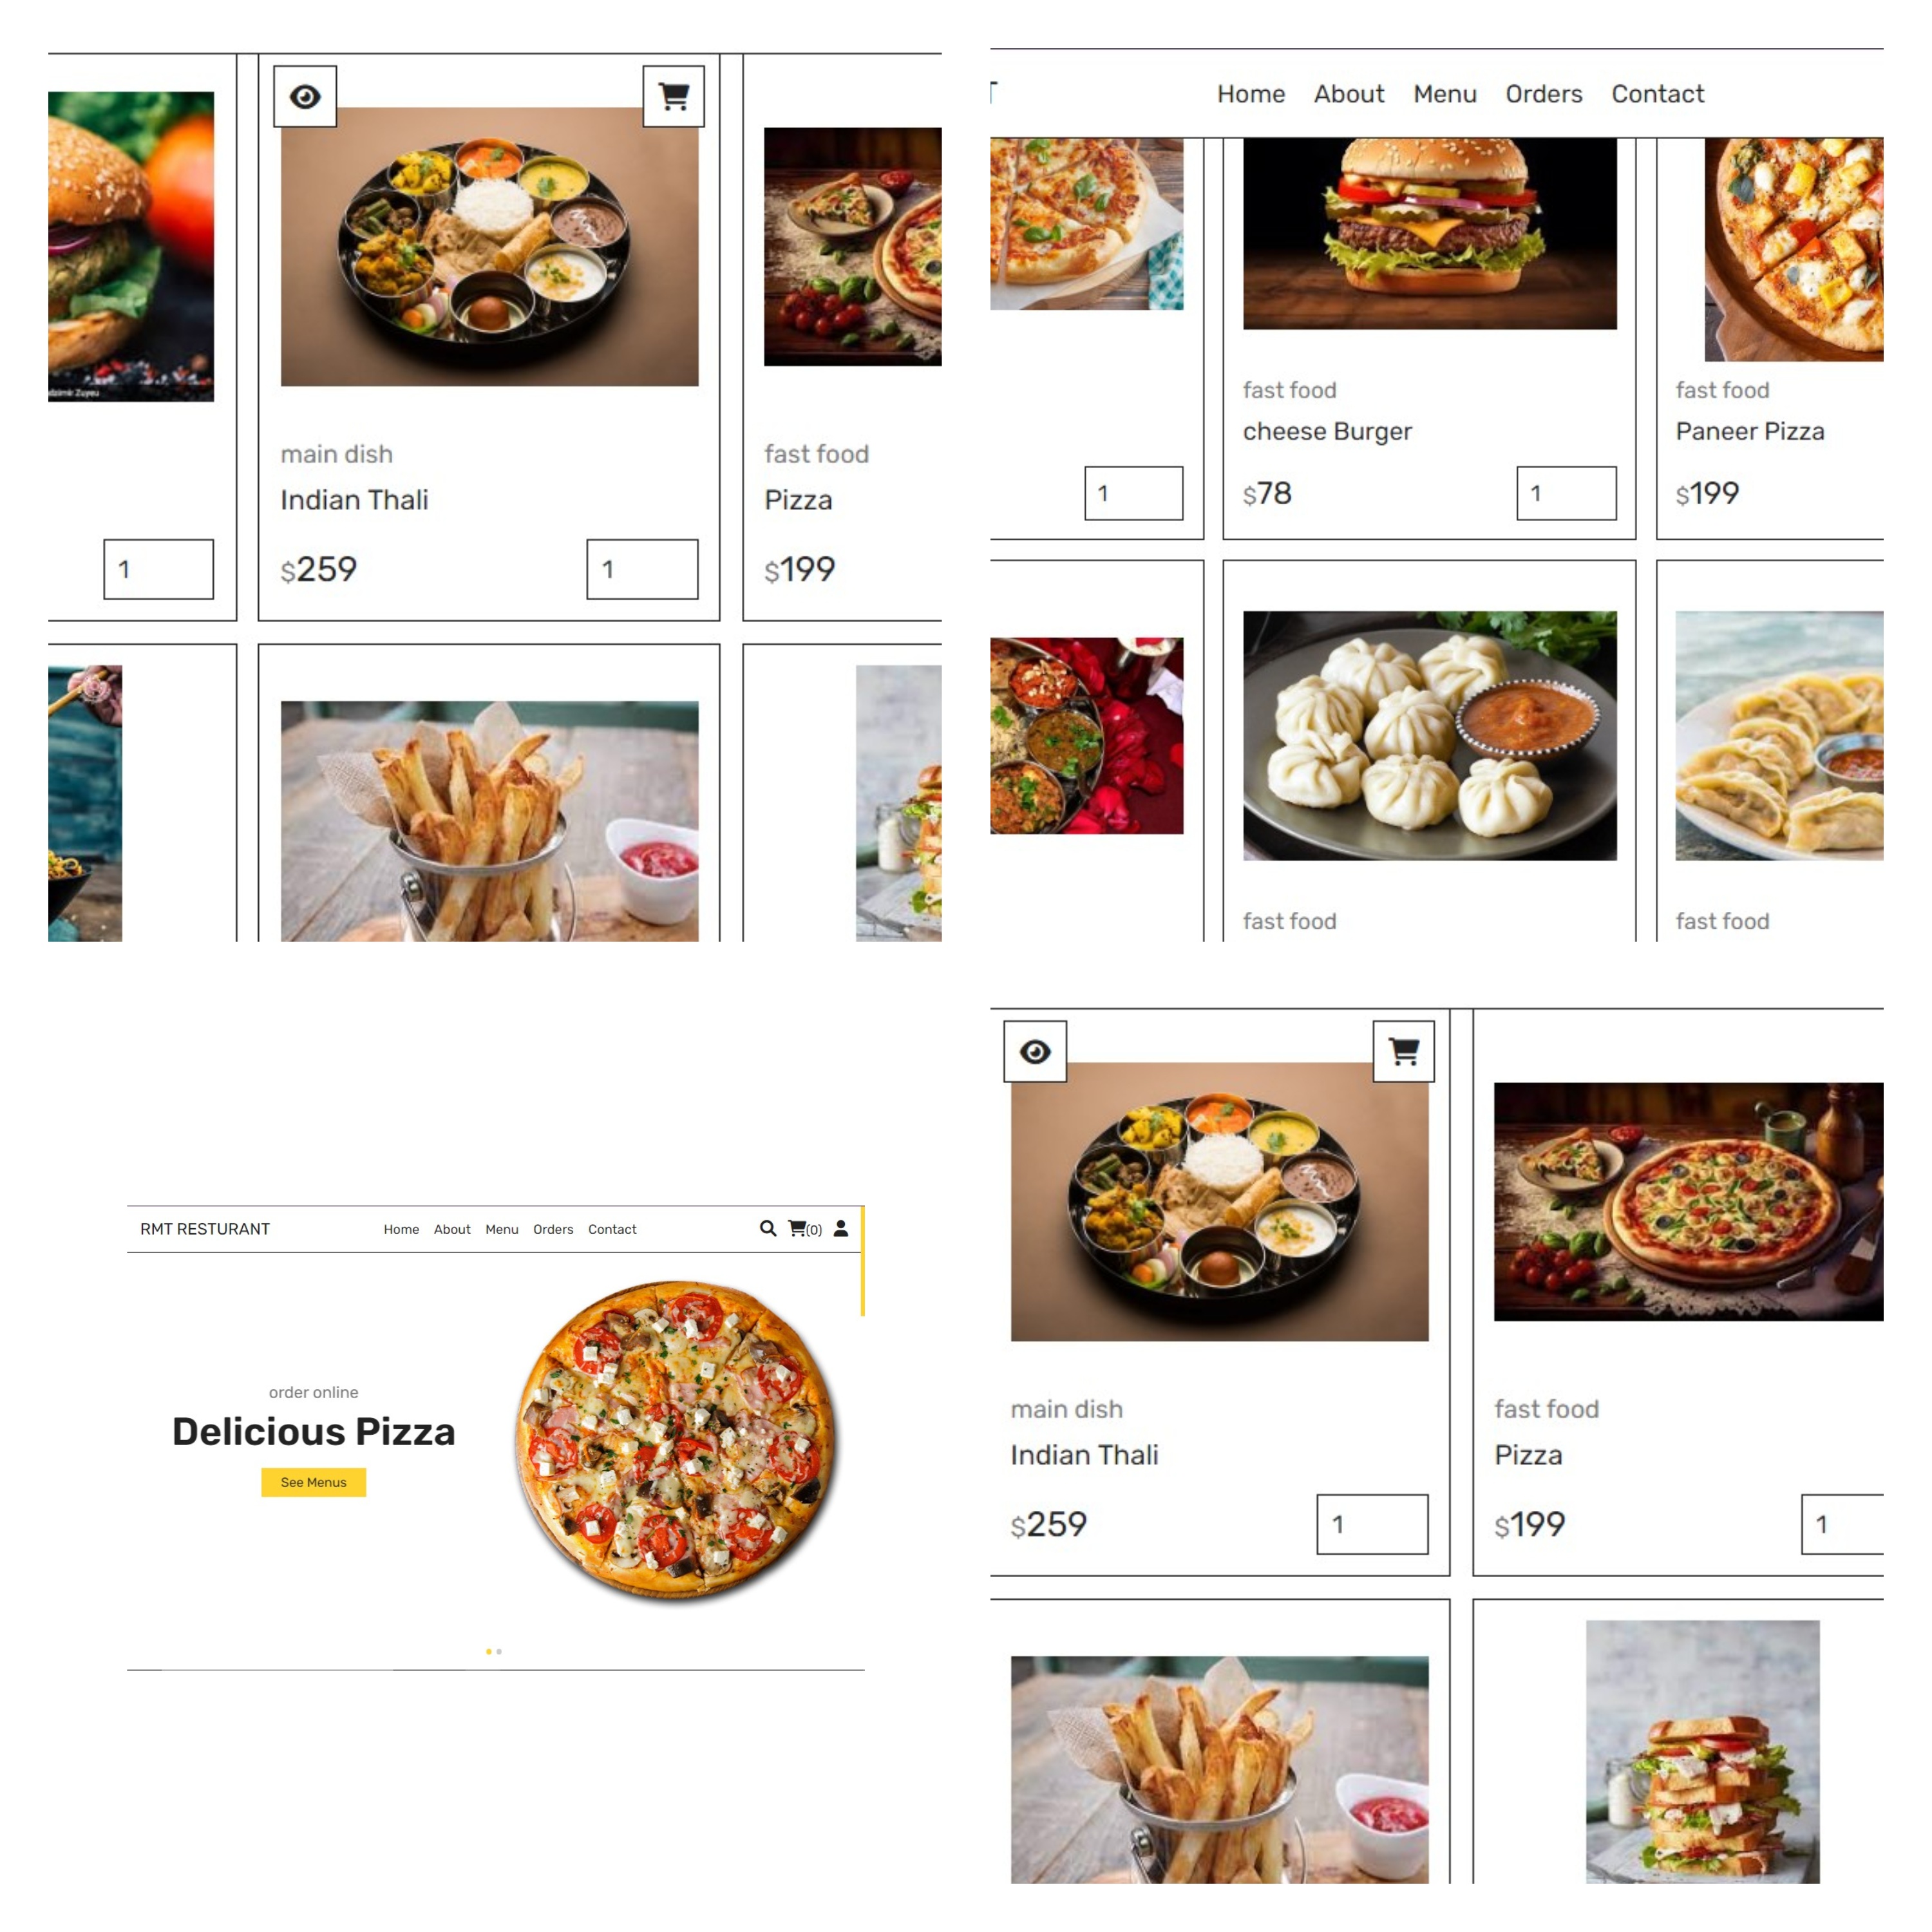 main dish
Indian Thali
$259
1
1
fast food
Pizza
$199
Home About Menu Orders Contact
1
fast food
cheese Burger
$78
1
fast food
Paneer Pizza
$199
fast food
fast food
RMT RESTURANT
Home About Menu Orders Contact
(0)
order online
Delicious Pizza
See Menus
main dish
Indian Thali
$259
1
fast food
Pizza
$199
1